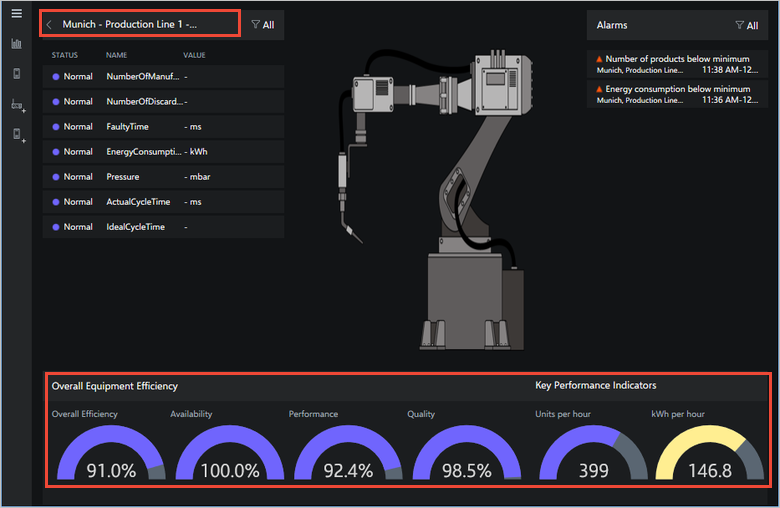 Munich - Production Line 1 -...
All
STATUS NAME VALUE
Normal NumberOfManuf... -
Normal NumberOfDiscard... -
Normal FaultyTime - ms
Normal EnergyConsumpti... - kWh
Normal Pressure - mbar
Normal ActualCycleTime - ms
Normal IdealCycleTime -
Alarms All
Number of products below minimum
Munich, Production Line... 11:38 AM-12...
Energy consumption below minimum
Munich, Production Line... 11:36 AM-12...
Overall Equipment Efficiency
Overall Efficiency Availability Performance Quality
91.0% 100.0% 92.4% 98.5%
Key Performance Indicators
Units per hour kWh per hour
399 146.8